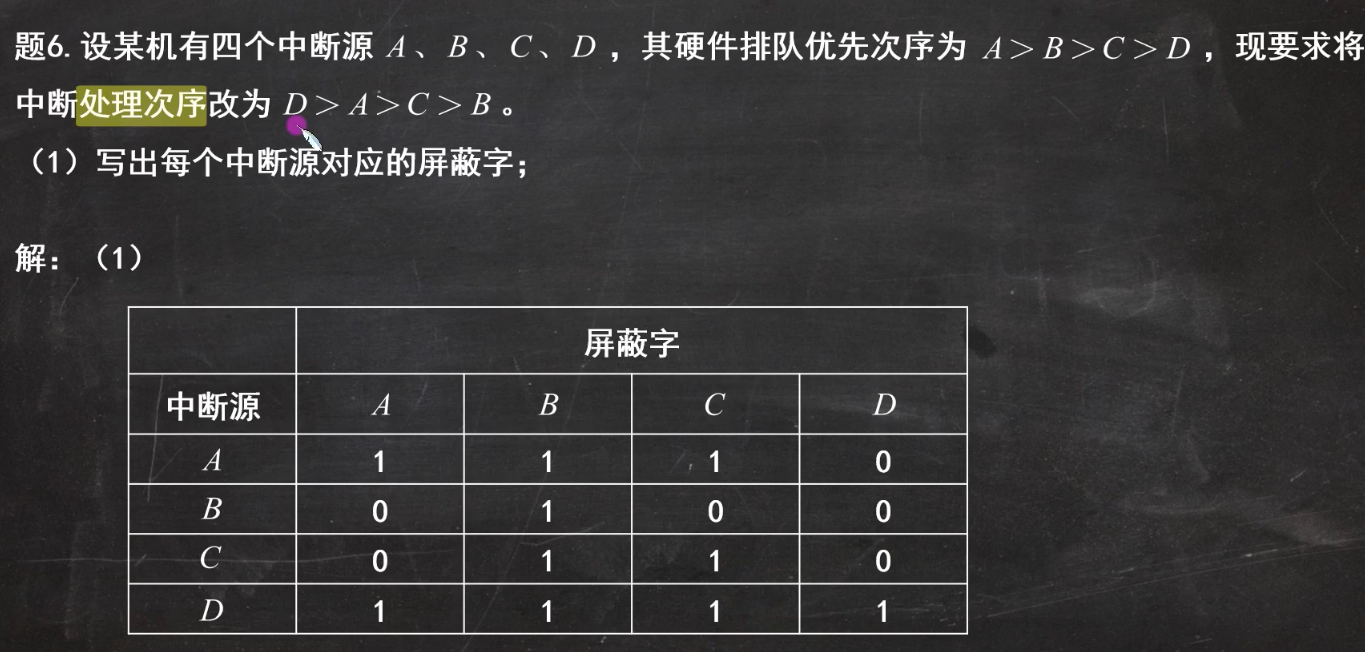 题6. 设某机有四个中断源 A 、 B 、 C 、 D ，其硬件排队优先次序为 A > B > C > D ，现要求将
中断处理次序改为 D > A > C > B 。
（1）写出每个中断源对应的屏蔽字；
解：（1）
屏蔽字
中断源 A B C D
A 1 1 1 0
B 0 1 0 0
C 0 1 1 0
D 1 1 1 1